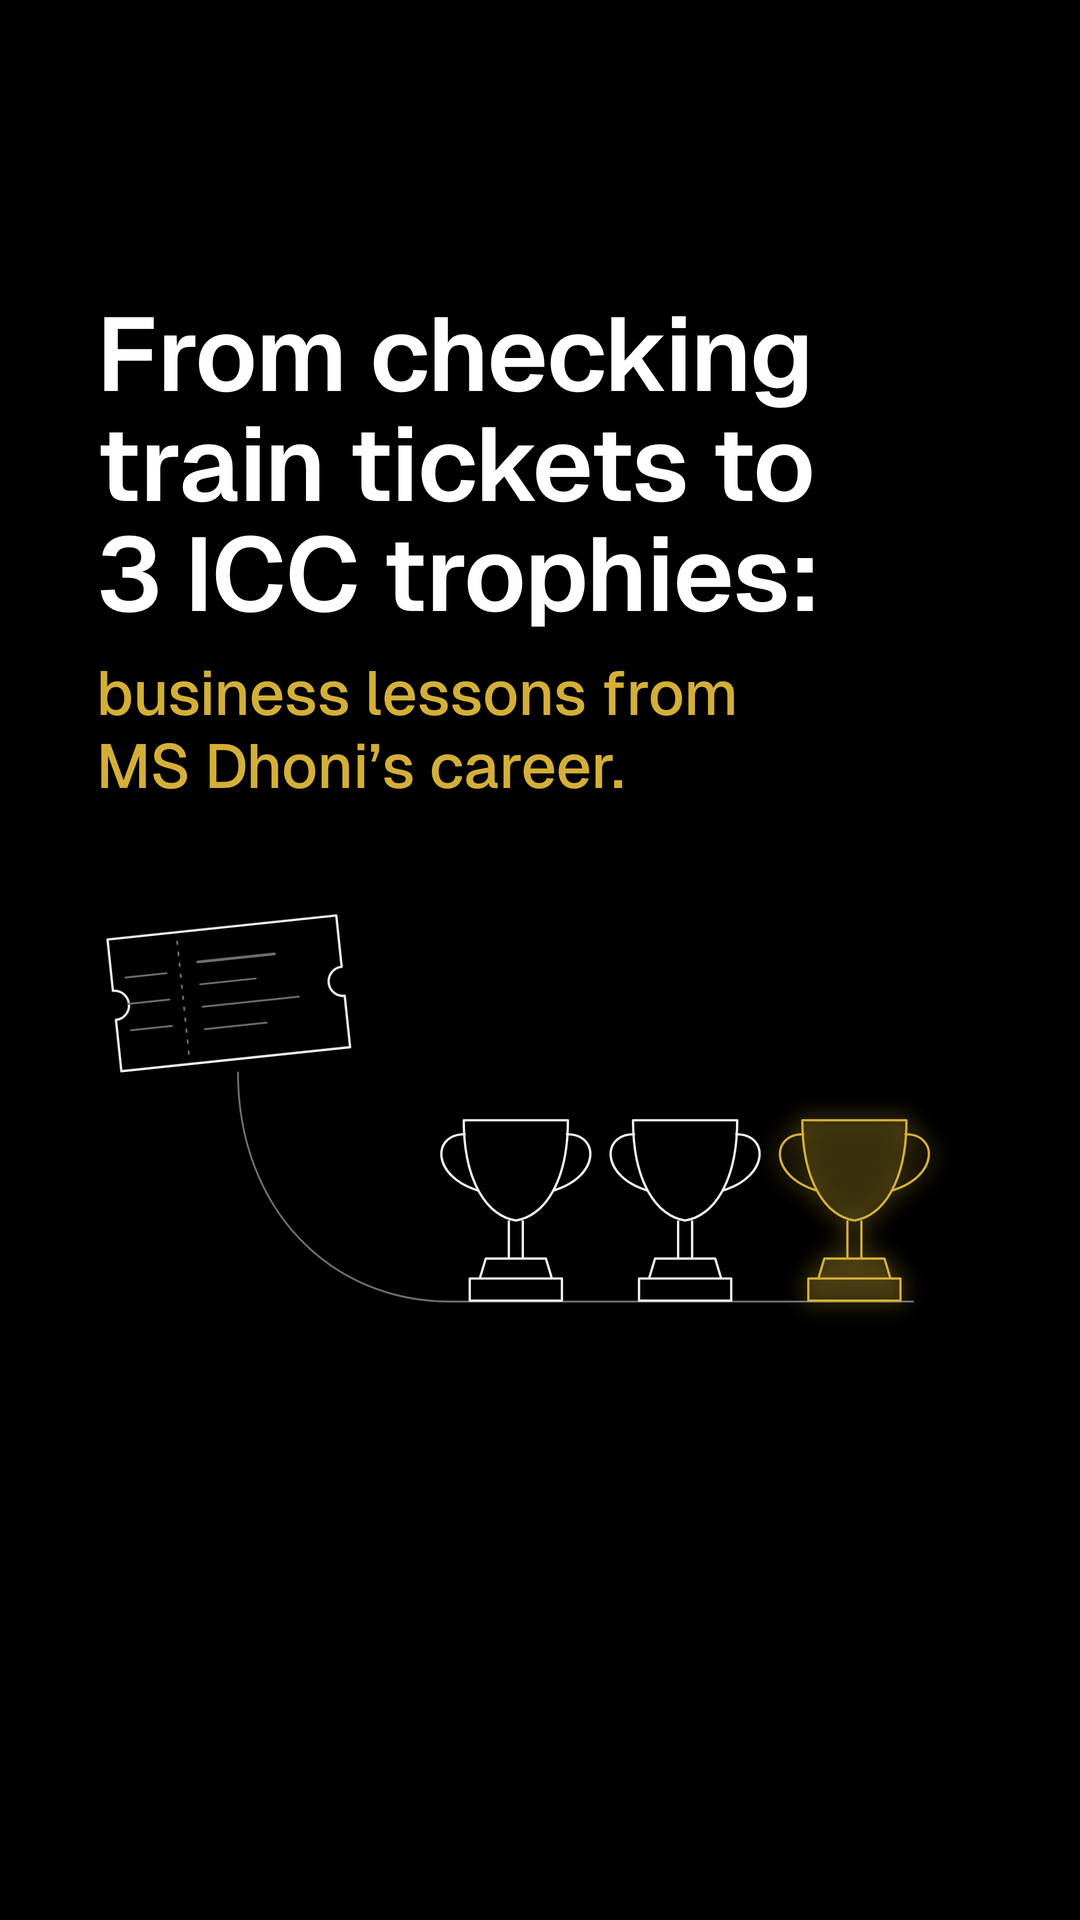 From checking
train tickets to
3 ICC trophies:
business lessons from
MS Dhoni’s career.